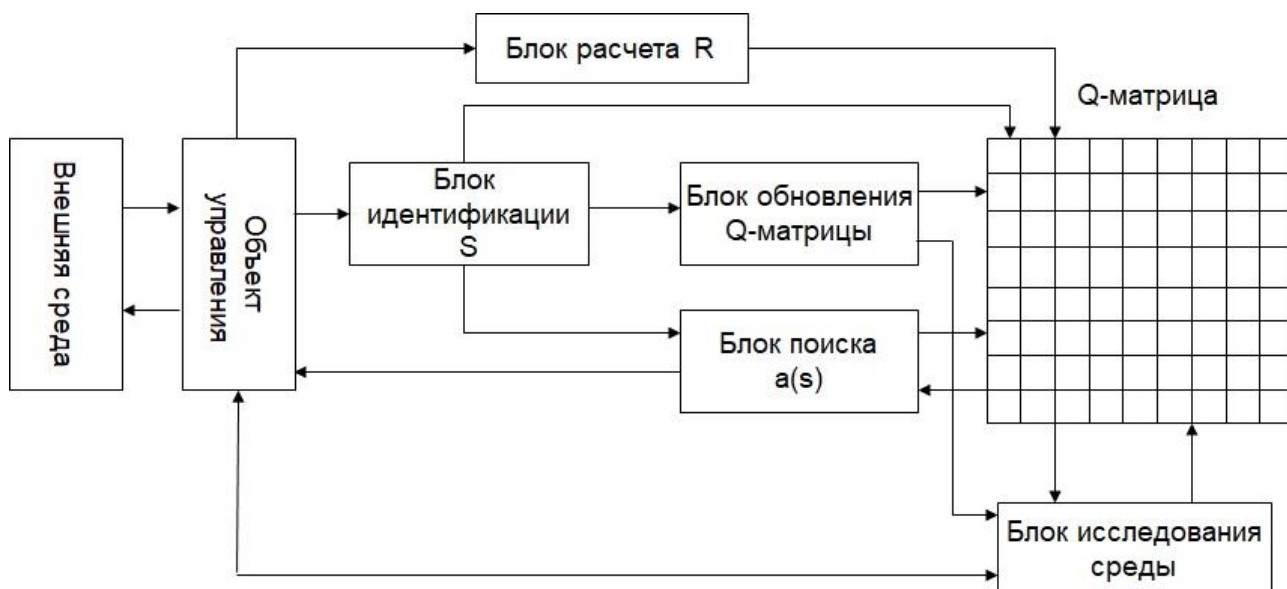 Блок расчета R
Q-матрица
Внешняя среда
Объект
управления
Блок
идентификации
S
Блок обновления
Q-матрицы
Блок поиска
a(s)
Блок исследования
среды